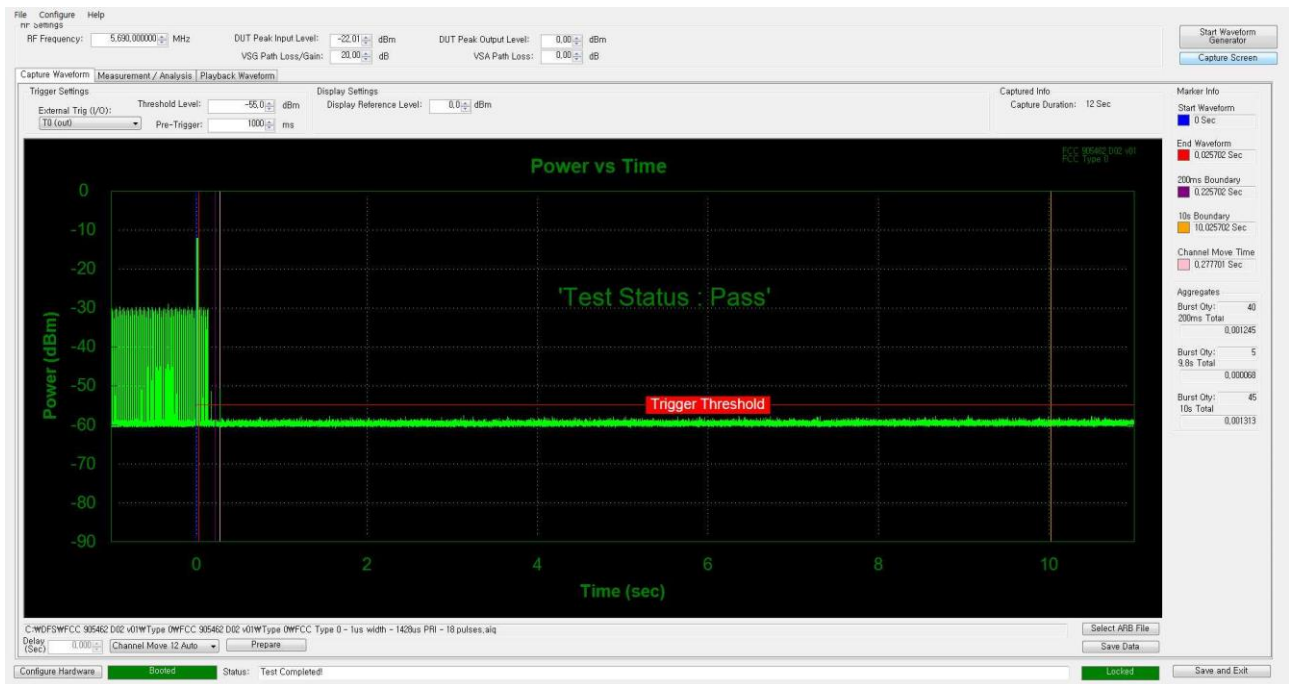 File Configure Help
RF Settings
RF Frequency: 5,690,000000 MHz DUT Peak Input Level: -22,01 dBm DUT Peak Output Level: 0,00 dBm
VSG Path Loss/Gain: 20,00 dB VSA Path Loss: 0,00 dB
Start Waveform
Generator
Capture Screen
Capture Waveform Measurement / Analysis Playback Waveform
Trigger Settings
External Trig (I/O): Threshold Level: -55,0 dBm
T0 (out) Pre-Trigger: 1000 ms
Display Settings
Display Reference Level: 0,0 dBm
Captured Info
Capture Duration: 12 Sec
Marker Info
Start Waveform
0 Sec
End Waveform
0,025702 Sec
200ms Boundary
0,225702 Sec
10s Boundary
10,025702 Sec
Channel Move Time
0,277701 Sec
Aggregates
Burst Qty: 40
200ms Total
0,001245
Burst Qty: 5
9,8s Total
0,000068
Burst Qty: 45
10s Total
0,001313
FCC 905462 D02 v01
FCC Type 0
Power vs Time
'Test Status : Pass'
Trigger Threshold
Power (dBm)
0
-10
-20
-30
-40
-50
-60
-70
-80
-90
0 2 4 6 8 10
Time (sec)
C:₩DFS₩FCC 905462 D02 v01₩Type 0₩FCC 905462 D02 v01₩Type 0₩FCC Type 0 - 1us width - 1428us PRI - 18 pulses,aiq
Select ARB File
Delay
(Sec) 0,000 Channel Move 12 Auto Prepare
Save Data
Configure Hardware Booted Status: Test Completed! Locked Save and Exit